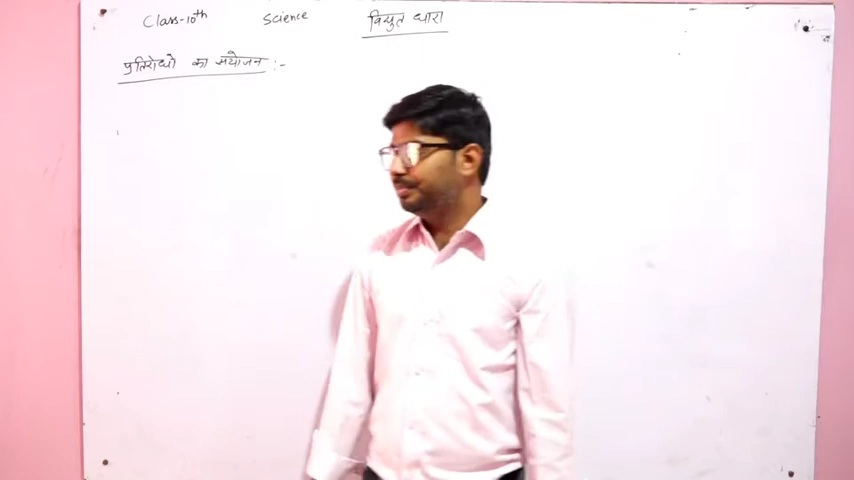 Class-10th Science विद्युत धारा
प्रतिरोधो का संयोजन :-